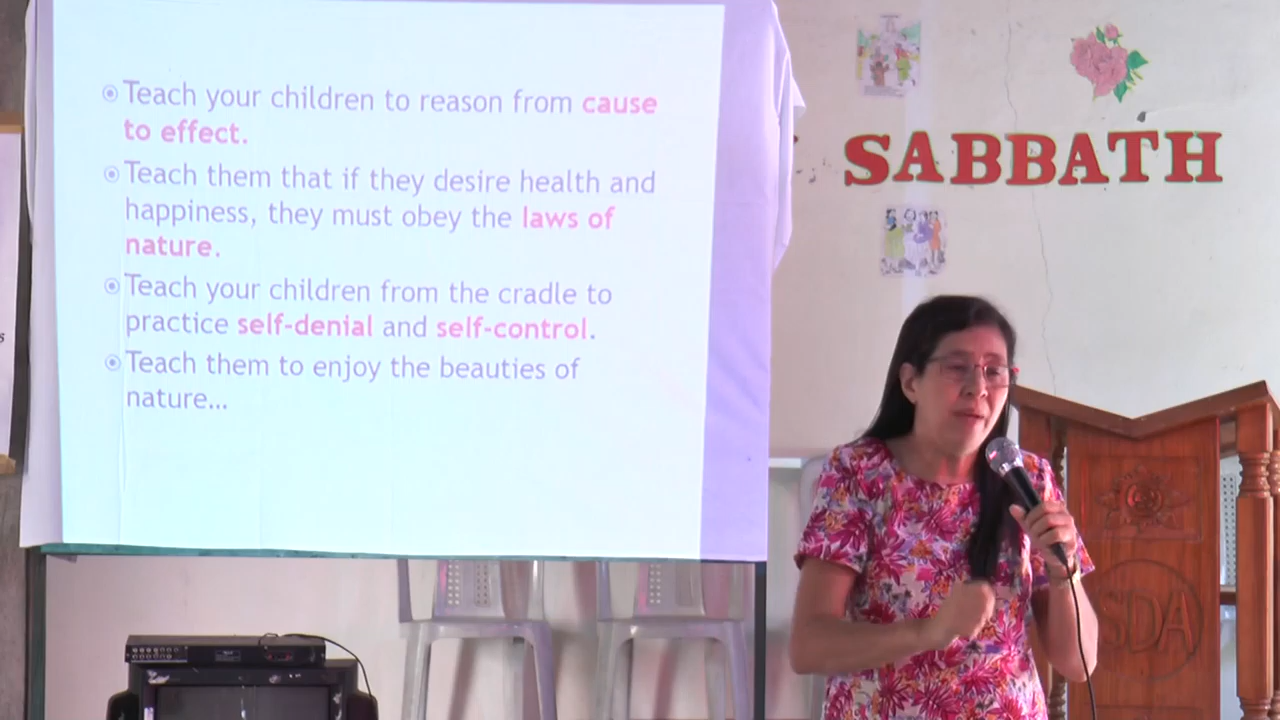 Teach your children to reason from cause
to effect.
Teach them that if they desire health and
happiness, they must obey the laws of
nature.
Teach your children from the cradle to
practice self-denial and self-control.
Teach them to enjoy the beauties of
nature...
SABBATH
SDA